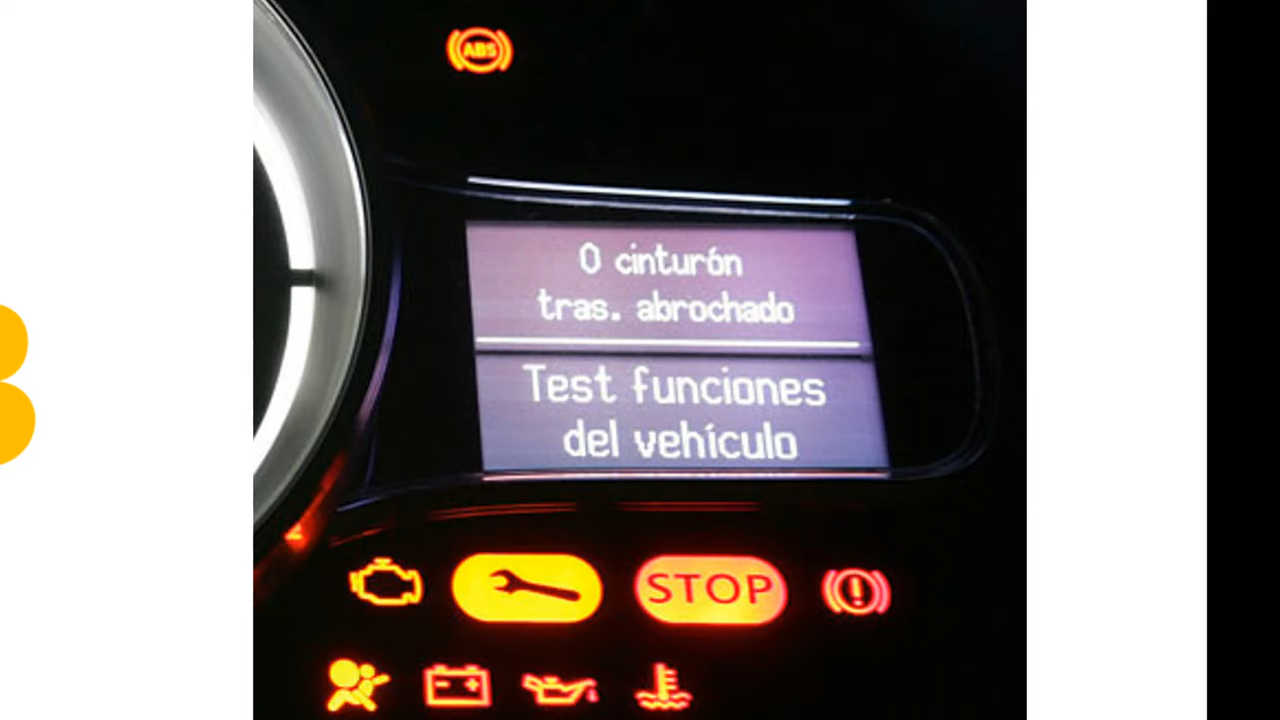 ABS
0 cinturón
tras. abrochado
Test funciones
del vehículo
STOP